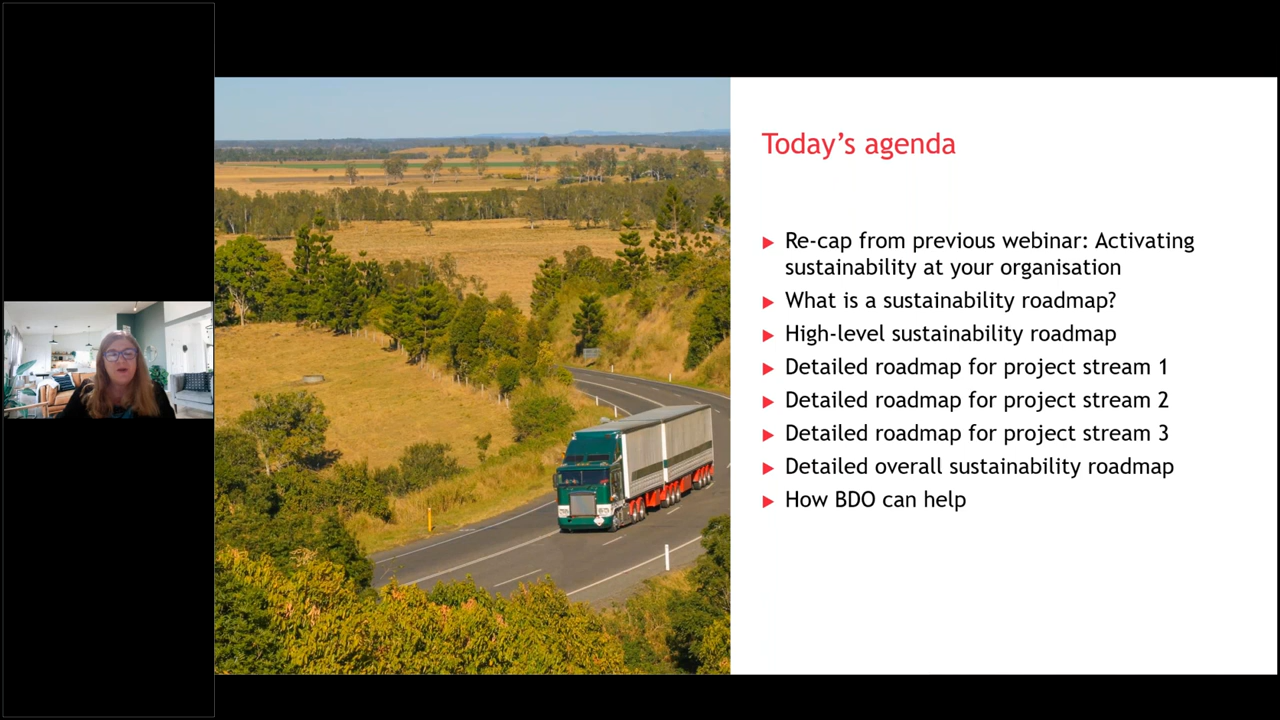 Today's agenda
Re-cap from previous webinar: Activating
sustainability at your organisation
What is a sustainability roadmap?
High-level sustainability roadmap
Detailed roadmap for project stream 1
Detailed roadmap for project stream 2
Detailed roadmap for project stream 3
Detailed overall sustainability roadmap
How BDO can help